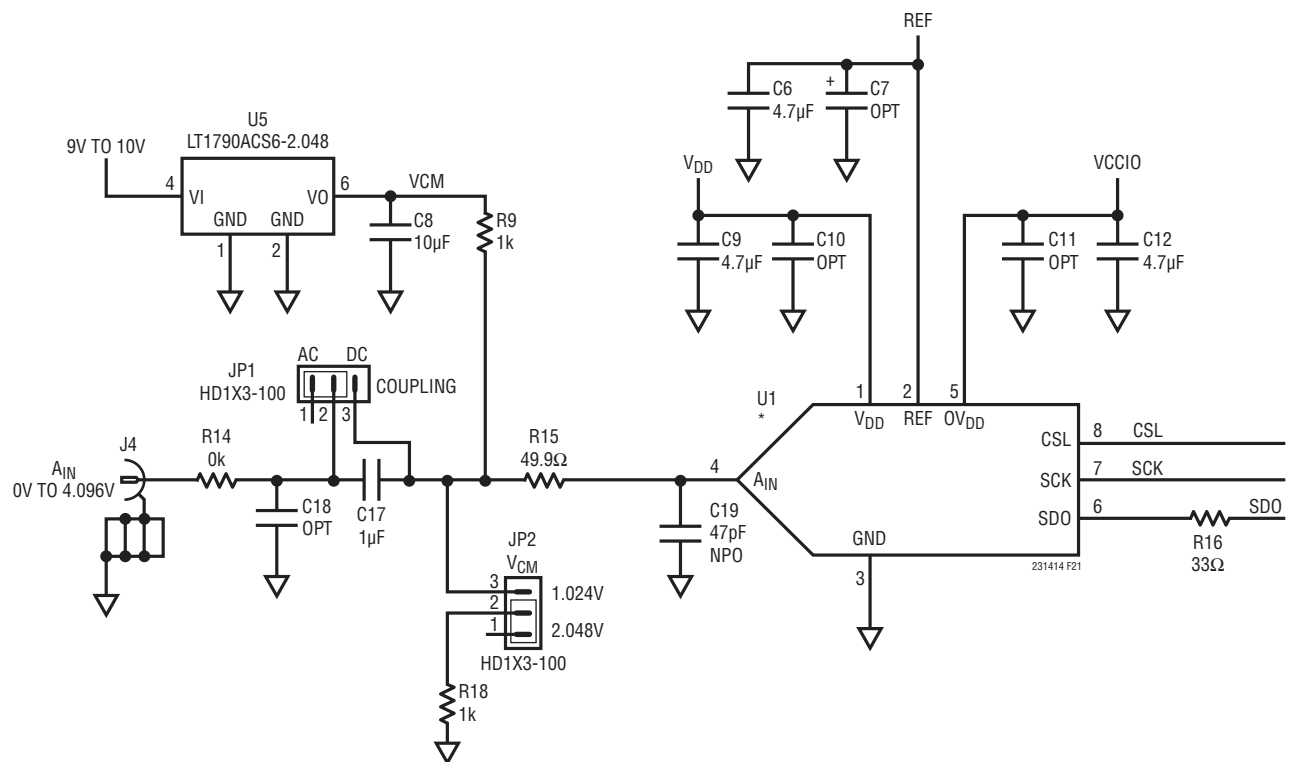 REF
C6
4.7µF
+
C7
OPT
U5
LT1790ACS6-2.048
9V TO 10V
4
VI
VO
6
GND
GND
1
2
VCM
C8
10µF
R9
1k
VDD
C9
4.7µF
C10
OPT
VCCIO
C11
OPT
C12
4.7µF
JP1
HD1X3-100
AC
DC
COUPLING
1
2
3
J4
AIN
0V TO 4.096V
R14
0k
C18
OPT
C17
1µF
R15
49.9Ω
C19
47pF
NPO
JP2
VCM
3
1.024V
2
1
2.048V
HD1X3-100
R18
1k
U1
*
1
2
5
VDD
REF
OVDD
4
AIN
CSL
8
CSL
SCK
7
SCK
SDO
6
SDO
GND
3
R16
33Ω
231414 F21